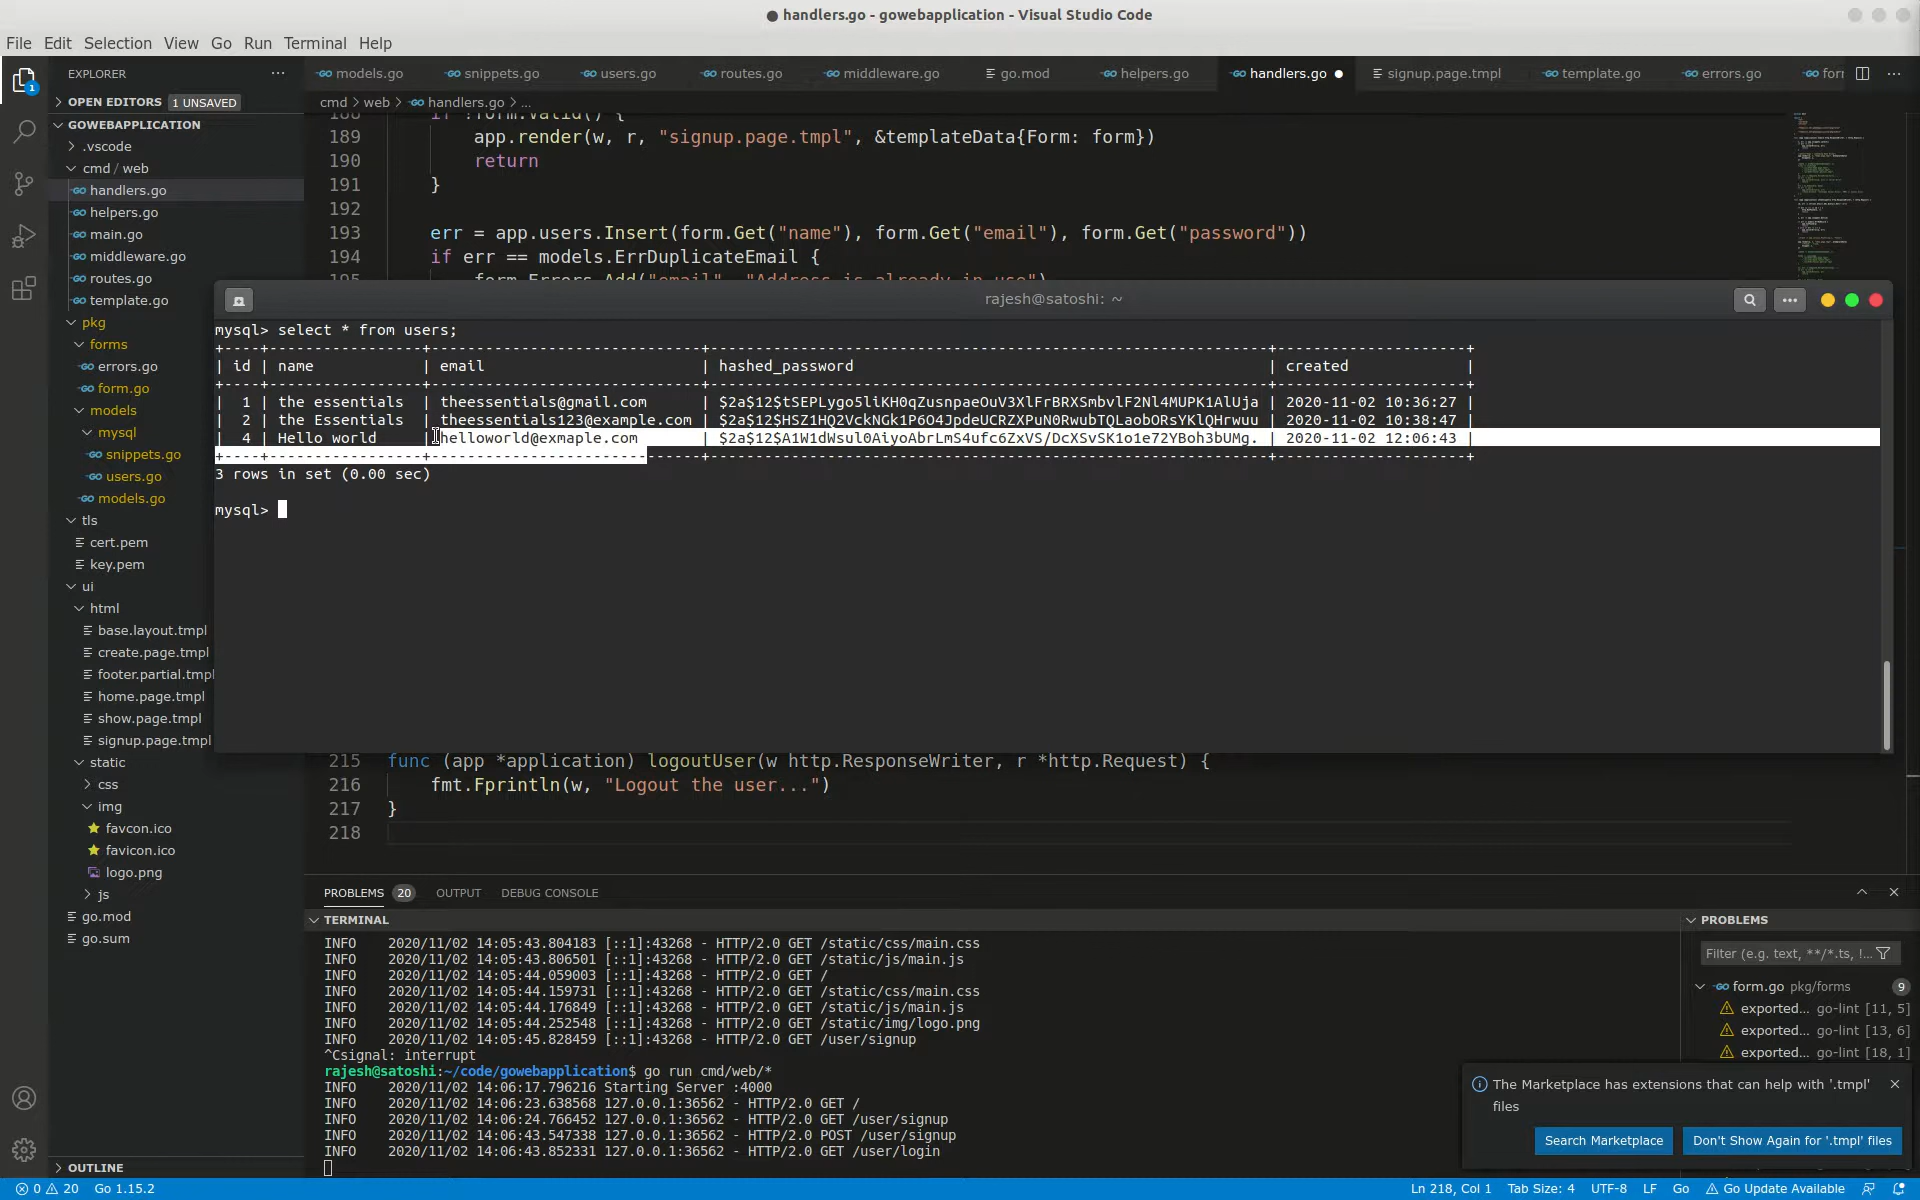 ● handlers.go - gowebapplication - Visual Studio Code
File Edit Selection View Go Run Terminal Help
EXPLORER
models.go snippets.go users.go routes.go middleware.go go.mod helpers.go handlers.go ● signup.page.tmpl template.go errors.go
OPEN EDITORS 1 UNSAVED
cmd > web > handlers.go > ...
GOWEBAPPLICATION
.vscode
cmd / web
handlers.go
helpers.go
main.go
middleware.go
routes.go
template.go
pkg
forms
errors.go
form.go
models
mysql
snippets.go
users.go
models.go
tls
cert.pem
key.pem
ui
html
base.layout.tmpl
create.page.tmpl
footer.partial.tmpl
home.page.tmpl
show.page.tmpl
signup.page.tmpl
static
css
img
favcon.ico
favicon.ico
logo.png
js
go.mod
go.sum
OUTLINE
188 if !form.Valid() {
189 app.render(w, r, "signup.page.tmpl", &templateData{Form: form})
190 return
191 }
192
193 err = app.users.Insert(form.Get("name"), form.Get("email"), form.Get("password"))
194 if err == models.ErrDuplicateEmail {
195 form.Errors.Add("email", "Address is already in use")
rajesh@satoshi: ~
mysql> select * from users;
+----+-----------------+-------------------------------+--------------------------------------------------------------+---------------------+
| id | name | email | hashed_password | created |
+----+-----------------+-------------------------------+--------------------------------------------------------------+---------------------+
| 1 | the essentials | theessentials@gmail.com | $2a$12$tSEPLygo5liKH0qZusnpaeOuV3XlFrBRXSmbvlF2Nl4MUPK1AlUja | 2020-11-02 10:36:27 |
| 2 | the Essentials | theessentials123@example.com | $2a$12$HSZ1HQ2VckNGk1P6O4JpdeUCRZXPuN0RwubTQLaobORsYKlQHrwuu | 2020-11-02 10:38:47 |
| 4 | Hello world | helloworld@exmaple.com | $2a$12$A1W1dWsul0AiyoAbrLmS4ufc6ZxVS/DcXSvSK1o1e72YBoh3bUMg. | 2020-11-02 12:06:43 |
+----+-----------------+-------------------------------+--------------------------------------------------------------+---------------------+
3 rows in set (0.00 sec)
mysql>
215 func (app *application) logoutUser(w http.ResponseWriter, r *http.Request) {
216 fmt.Fprintln(w, "Logout the user...")
217 }
218
PROBLEMS 20 OUTPUT DEBUG CONSOLE
TERMINAL
INFO 2020/11/02 14:05:43.804183 [::1]:43268 - HTTP/2.0 GET /static/css/main.css
INFO 2020/11/02 14:05:43.806501 [::1]:43268 - HTTP/2.0 GET /static/js/main.js
INFO 2020/11/02 14:05:44.059003 [::1]:43268 - HTTP/2.0 GET /
INFO 2020/11/02 14:05:44.159731 [::1]:43268 - HTTP/2.0 GET /static/css/main.css
INFO 2020/11/02 14:05:44.176849 [::1]:43268 - HTTP/2.0 GET /static/js/main.js
INFO 2020/11/02 14:05:44.252548 [::1]:43268 - HTTP/2.0 GET /static/img/logo.png
INFO 2020/11/02 14:05:45.828459 [::1]:43268 - HTTP/2.0 GET /user/signup
^Csignal: interrupt
rajesh@satoshi:~/code/gowebapplication$ go run cmd/web/*
INFO 2020/11/02 14:06:17.796216 Starting Server :4000
INFO 2020/11/02 14:06:23.638568 127.0.0.1:36562 - HTTP/2.0 GET /
INFO 2020/11/02 14:06:24.766452 127.0.0.1:36562 - HTTP/2.0 GET /user/signup
INFO 2020/11/02 14:06:43.547338 127.0.0.1:36562 - HTTP/2.0 POST /user/signup
INFO 2020/11/02 14:06:43.852331 127.0.0.1:36562 - HTTP/2.0 GET /user/login
PROBLEMS
Filter (e.g. text, **/*.ts, !...
form.go pkg/forms 9
exported... go-lint [11, 5]
exported... go-lint [13, 6]
exported... go-lint [18, 1]
The Marketplace has extensions that can help with '.tmpl'
files
Search Marketplace Don't Show Again for '.tmpl' files
0 20 Go 1.15.2
Ln 218, Col 1 Tab Size: 4 UTF-8 LF Go Go Update Available